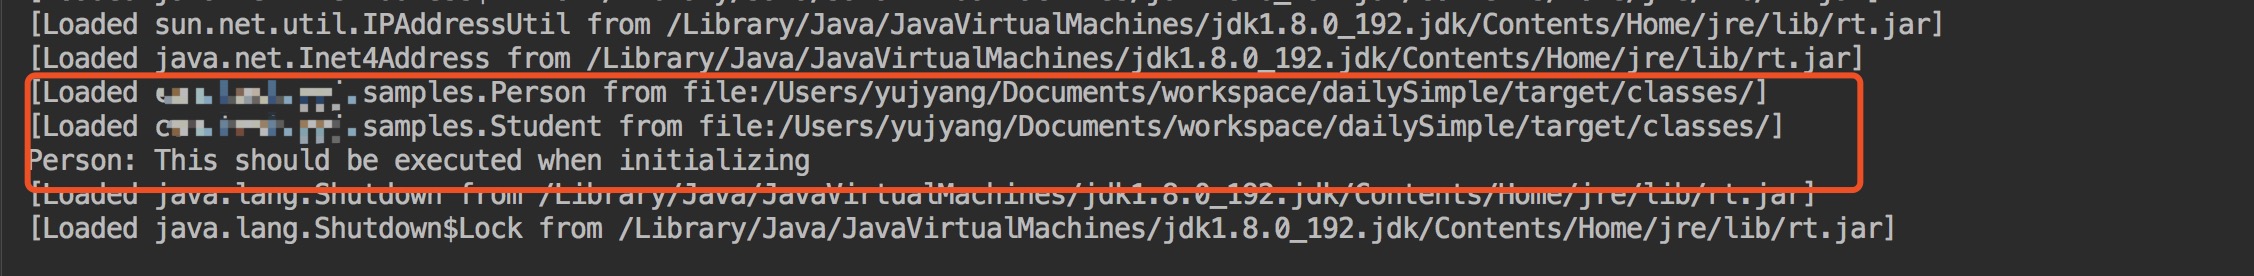 [Loaded sun.net.util.IPAddressUtil from /Library/Java/JavaVirtualMachines/jdk1.8.0_192.jdk/Contents/Home/jre/lib/rt.jar]
[Loaded java.net.Inet4Address from /Library/Java/JavaVirtualMachines/jdk1.8.0_192.jdk/Contents/Home/jre/lib/rt.jar]
[Loaded .samples.Person from file:/Users/yujyang/Documents/workspace/dailySimple/target/classes/]
[Loaded .samples.Student from file:/Users/yujyang/Documents/workspace/dailySimple/target/classes/]
Person: This should be executed when initializing
[Loaded java.lang.Shutdown from /Library/Java/JavaVirtualMachines/jdk1.8.0_192.jdk/Contents/Home/jre/lib/rt.jar]
[Loaded java.lang.Shutdown$Lock from /Library/Java/JavaVirtualMachines/jdk1.8.0_192.jdk/Contents/Home/jre/lib/rt.jar]